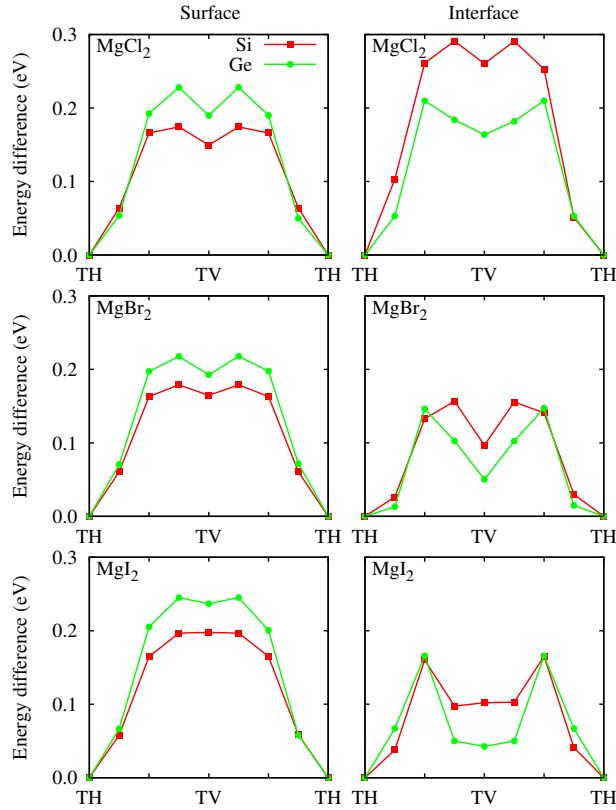 Surface Interface
Energy difference (eV)
0.3
0.2
0.1
0.0
MgCl2
Si
Ge
TH TV TH
MgCl2
TH TV TH
Energy difference (eV)
0.3
0.2
0.1
0.0
MgBr2
TH TV TH
MgBr2
TH TV TH
Energy difference (eV)
0.3
0.2
0.1
0.0
MgI2
TH TV TH
MgI2
TH TV TH